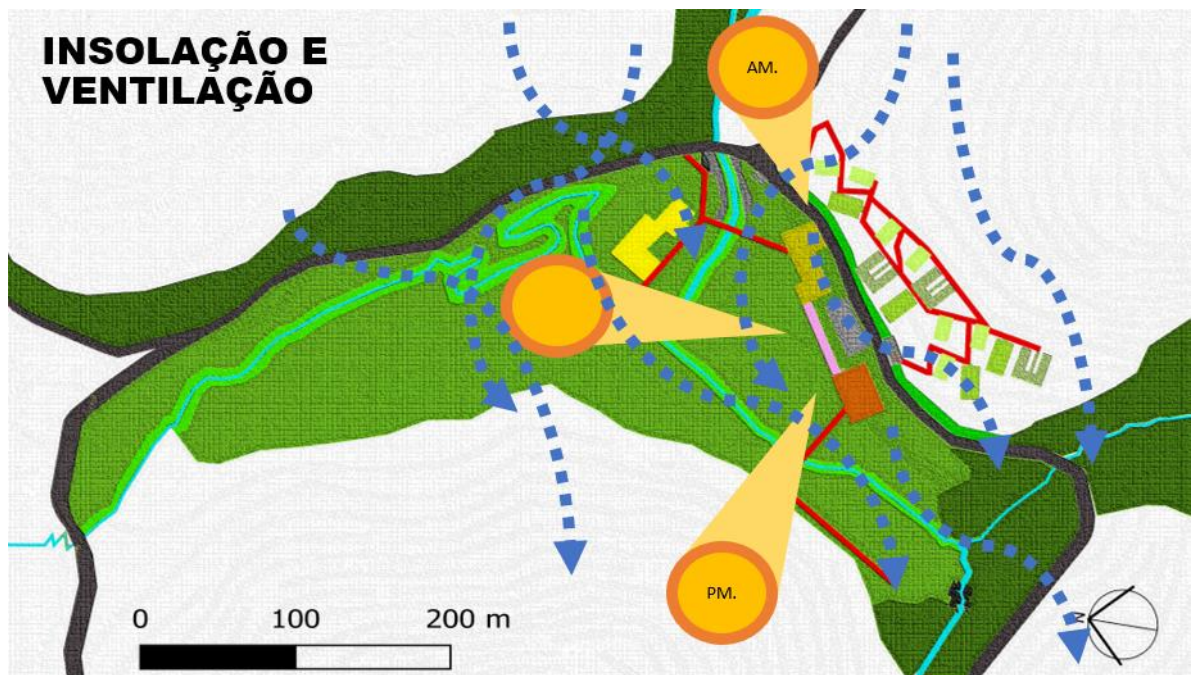 INSOLAÇÃO E
VENTILAÇÃO
AM.
PM.
0 100 200 m
N